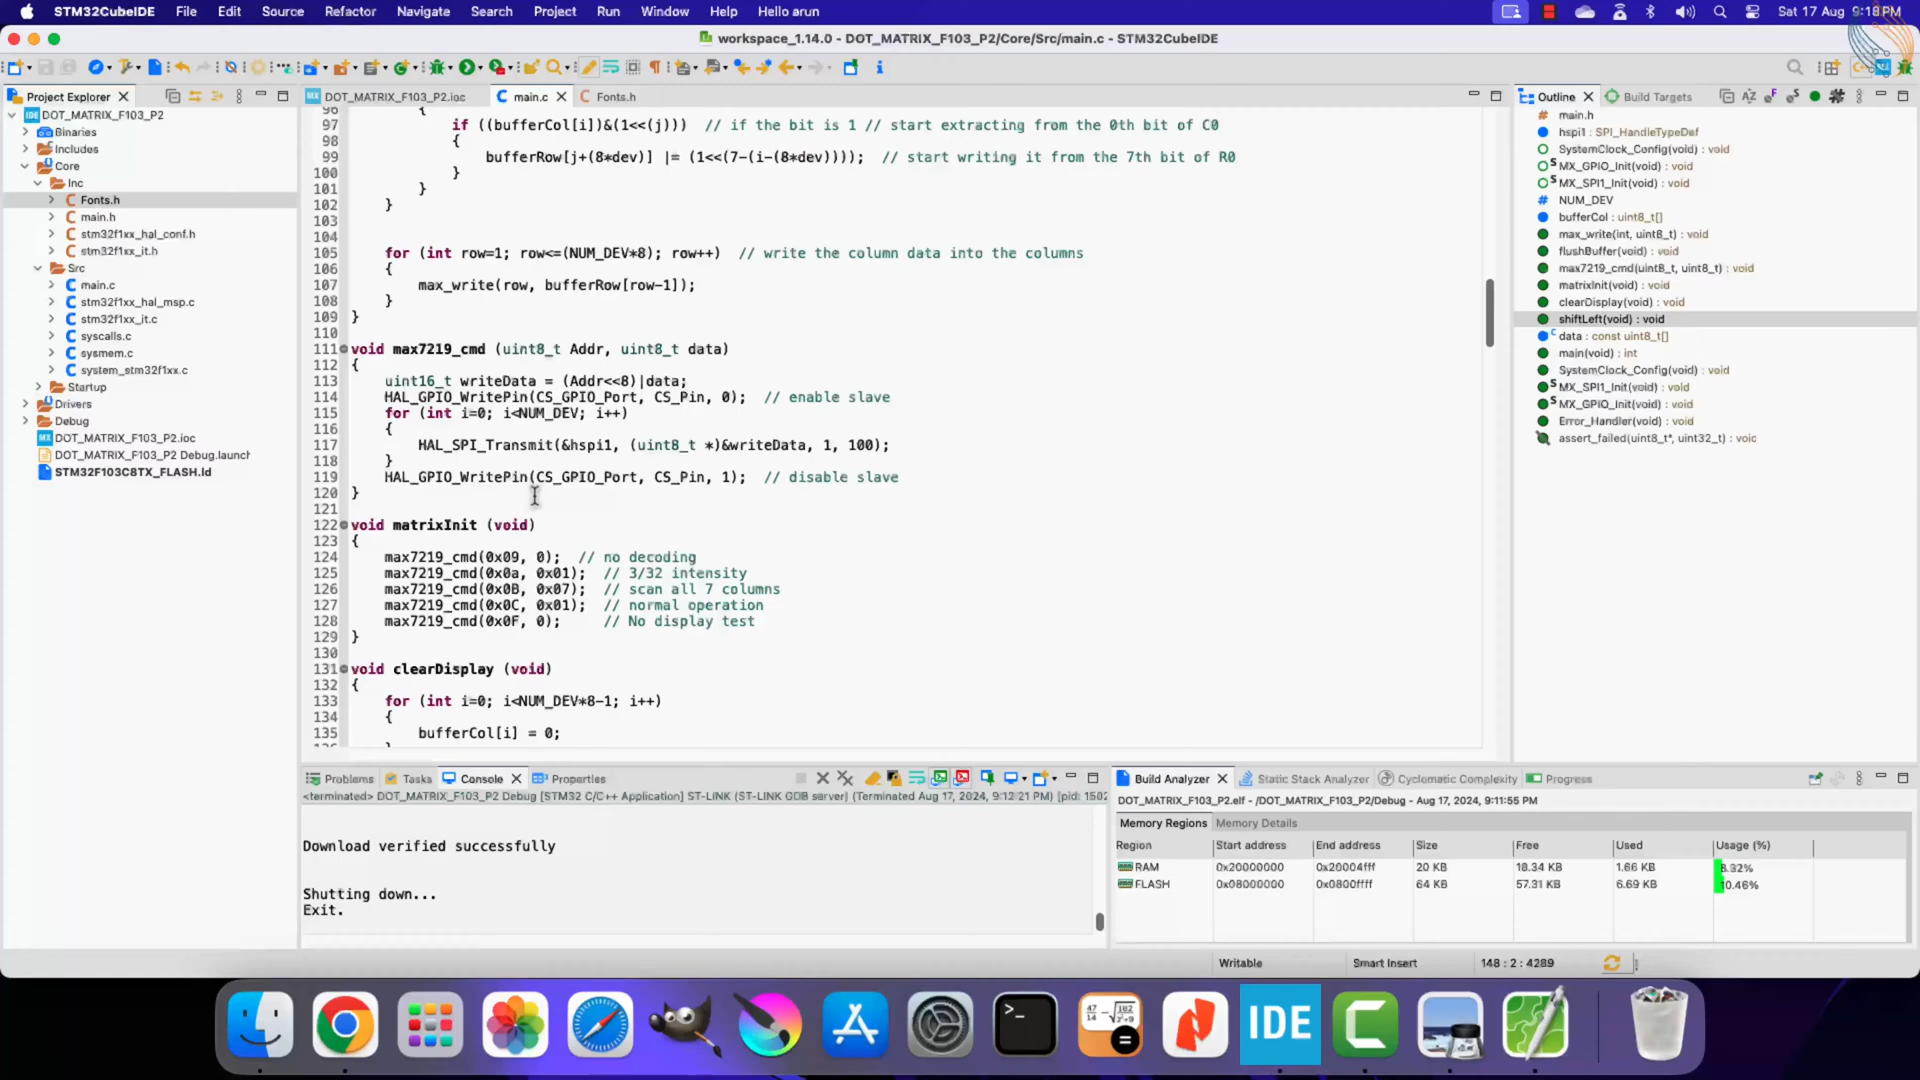 STM32CubeIDE File Edit Source Refactor Navigate Search Project Run Window Help Hello arun Sat 17 Aug 9:18PM
workspace_1.14.0 - DOT_MATRIX_F103_P2/Core/Src/main.c - STM32CubeIDE
Project Explorer
DOT_MATRIX_F103_P2
Binaries
Includes
Core
Inc
Fonts.h
main.h
stm32f1xx_hal_conf.h
stm32f1xx_it.h
Src
main.c
stm32f1xx_hal_msp.c
stm32f1xx_it.c
syscalls.c
sysmem.c
system_stm32f1xx.c
Startup
Drivers
Debug
DOT_MATRIX_F103_P2.ioc
DOT_MATRIX_F103_P2 Debug.launch
STM32F103C8TX_FLASH.ld
DOT_MATRIX_F103_P2.ioc main.c Fonts.h
96 {
97 if ((bufferCol[i])&(1<<(j))) // if the bit is 1 // start extracting from the 0th bit of C0
98 {
99 bufferRow[j+(8*dev)] |= (1<<(7-(i-(8*dev)))); // start writing it from the 7th bit of R0
100 }
101 }
102 }
103
104
105 for (int row=1; row<=(NUM_DEV*8); row++) // write the column data into the columns
106 {
107 max_write(row, bufferRow[row-1]);
108 }
109 }
110
111 void max7219_cmd (uint8_t Addr, uint8_t data)
112 {
113 uint16_t writeData = (Addr<<8)|data;
114 HAL_GPIO_WritePin(CS_GPIO_Port, CS_Pin, 0); // enable slave
115 for (int i=0; i<NUM_DEV; i++)
116 {
117 HAL_SPI_Transmit(&hspi1, (uint8_t *)&writeData, 1, 100);
118 }
119 HAL_GPIO_WritePin(CS_GPIO_Port, CS_Pin, 1); // disable slave
120 }
121
122 void matrixInit (void)
123 {
124 max7219_cmd(0x09, 0); // no decoding
125 max7219_cmd(0x0a, 0x01); // 3/32 intensity
126 max7219_cmd(0x0B, 0x07); // scan all 7 columns
127 max7219_cmd(0x0C, 0x01); // normal operation
128 max7219_cmd(0x0F, 0); // No display test
129 }
130
131 void clearDisplay (void)
132 {
133 for (int i=0; i<NUM_DEV*8-1; i++)
134 {
135 bufferCol[i] = 0;
Outline Build Targets
main.h
hspi1 : SPI_HandleTypeDef
SystemClock_Config(void) : void
MX_GPIO_Init(void) : void
MX_SPI1_Init(void) : void
NUM_DEV
bufferCol : uint8_t[]
max_write(int, uint8_t) : void
flushBuffer(void) : void
max7219_cmd(uint8_t, uint8_t) : void
matrixInit(void) : void
clearDisplay(void) : void
shiftLeft(void) : void
data : const uint8_t[]
main(void) : int
SystemClock_Config(void) : void
MX_SPI1_Init(void) : void
MX_GPIO_Init(void) : void
Error_Handler(void) : void
assert_failed(uint8_t*, uint32_t) : voic
Problems Tasks Console Properties
<terminated> DOT_MATRIX_F103_P2 Debug [STM32 C/C++ Application] ST-LINK (ST-LINK GDB server) (Terminated Aug 17, 2024, 9:12:21 PM) [pid: 1502
Download verified successfully
Shutting down...
Exit.
Build Analyzer Static Stack Analyzer Cyclomatic Complexity Progress
DOT_MATRIX_F103_P2.elf - /DOT_MATRIX_F103_P2/Debug - Aug 17, 2024, 9:11:55 PM
Memory Regions Memory Details
Region Start address End address Size Free Used Usage (%)
RAM 0x20000000 0x20004fff 20 KB 18.34 KB 1.66 KB 8.32%
FLASH 0x08000000 0x0800ffff 64 KB 57.31 KB 6.69 KB 10.46%
Writable Smart Insert 148 : 2 : 4289
IDE